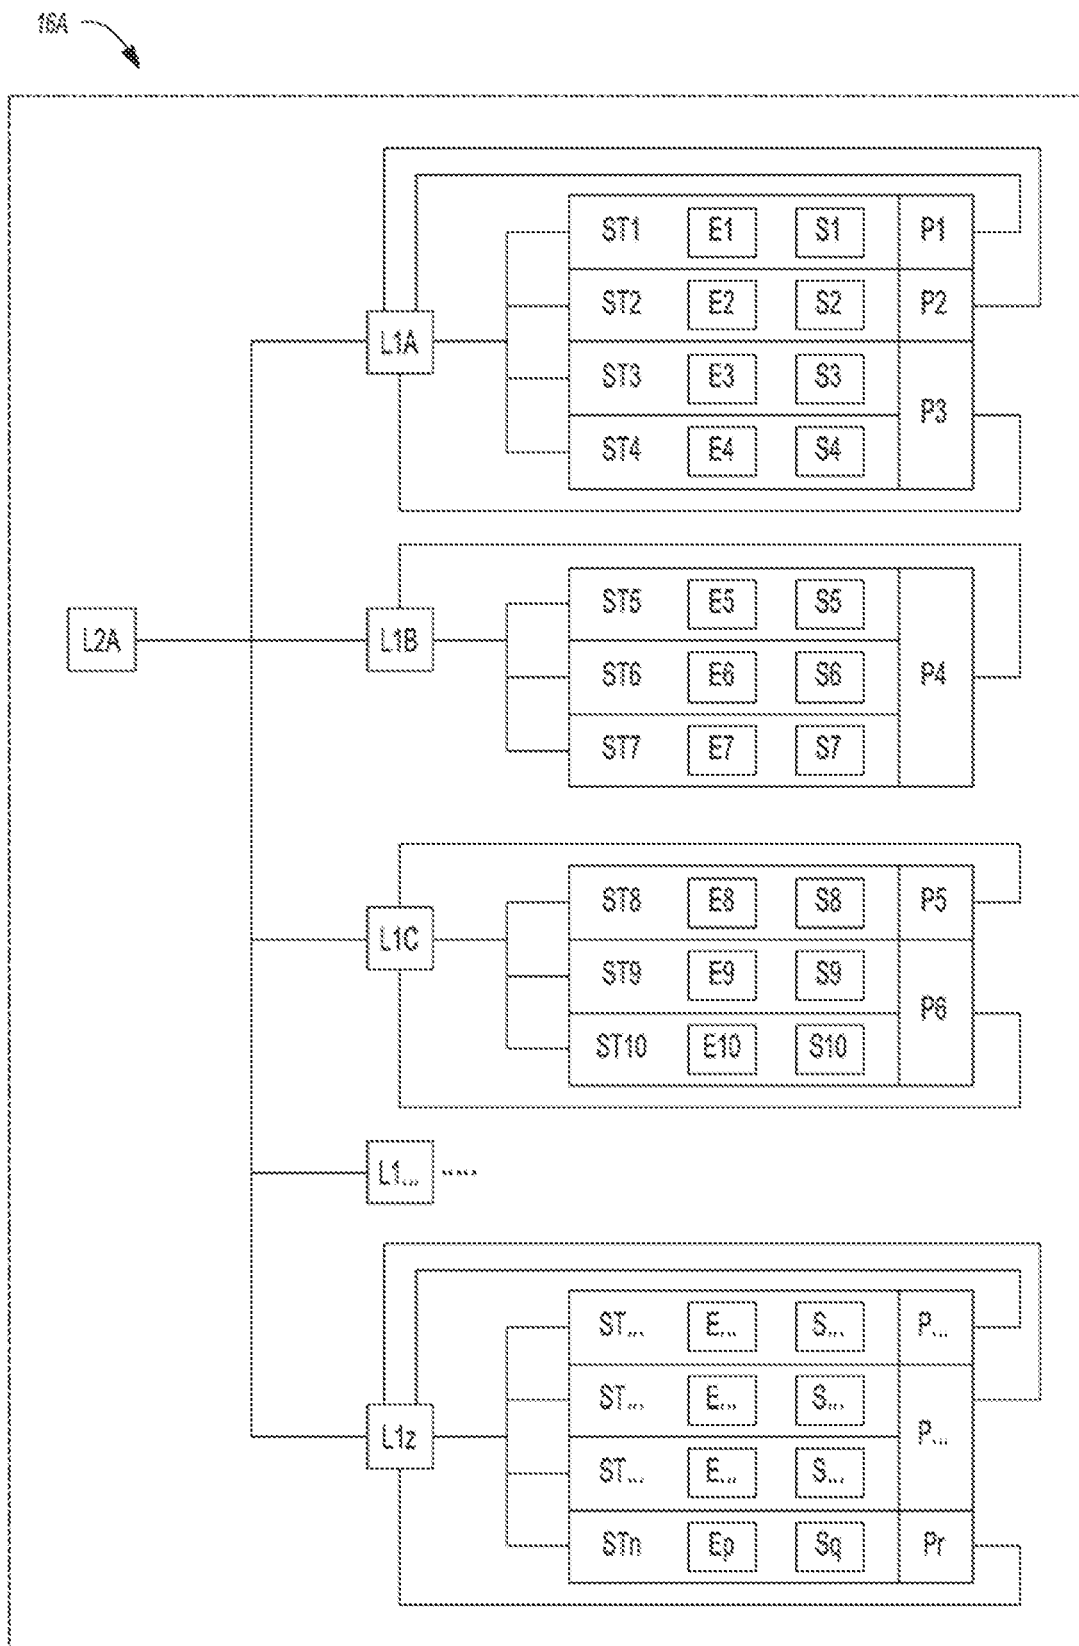 16A
ST1 E1 S1 P1
ST2 E2 S2 P2
L1A
ST3 E3 S3
P3
ST4 E4 S4
ST5 E5 S5
L2A
L1B
ST6 E6 S6 P4
ST7 E7 S7
ST8 E8 S8 P5
L1C
ST9 E9 S9
P6
ST10 E10 S10
L1... .....
ST... E... S... P...
ST... E... S...
L1z
P...
ST... E... S...
STn Ep Sq Pr